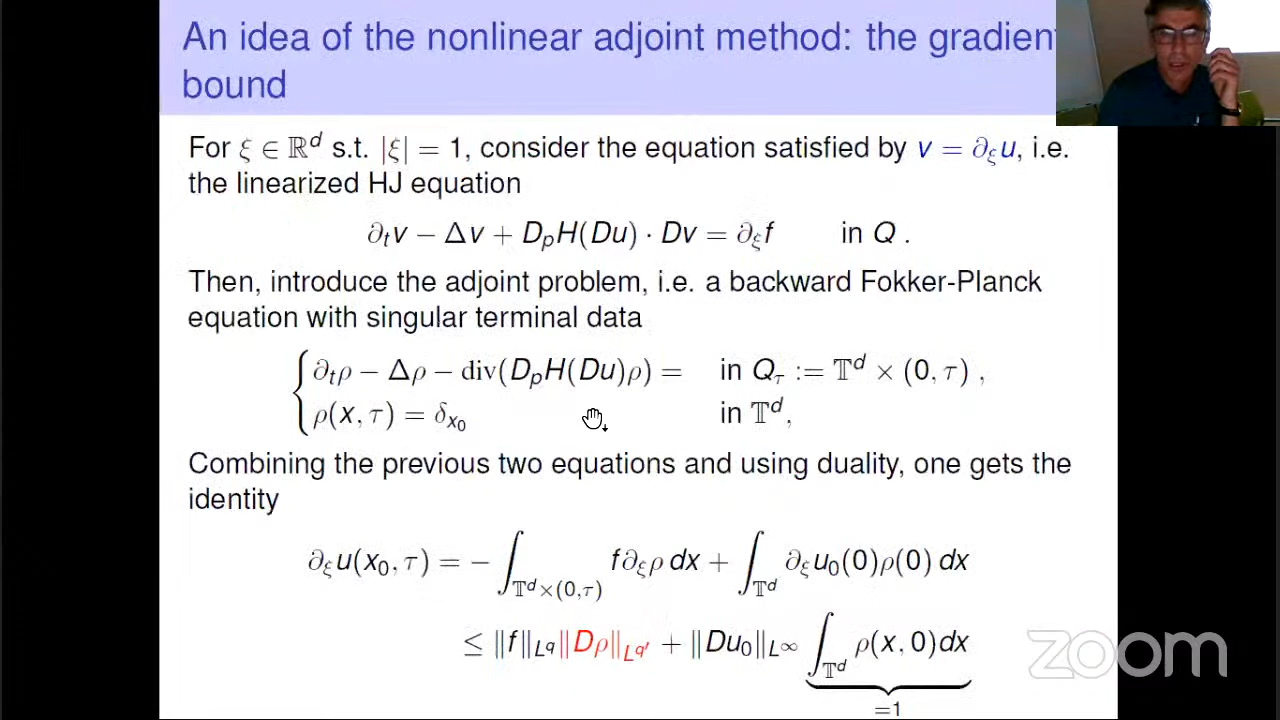 An idea of the nonlinear adjoint method: the gradien
bound
For ξ ∈ ℝ^d s.t. |ξ| = 1, consider the equation satisfied by v = ∂_ξ u, i.e.
the linearized HJ equation
∂_t v − Δv + D_p H(Du) · Dv = ∂_ξ f in Q .
Then, introduce the adjoint problem, i.e. a backward Fokker-Planck
equation with singular terminal data
{ ∂_t ρ − Δρ − div(D_p H(Du)ρ) = in Q_τ := 𝕋^d × (0, τ) ,
ρ(x, τ) = δ_{x_0} in 𝕋^d,
Combining the previous two equations and using duality, one gets the
identity
∂_ξ u(x_0, τ) = − ∫_{𝕋^d×(0,τ)} f∂_ξ ρ dx + ∫_{𝕋^d} ∂_ξ u_0(0)ρ(0) dx
≤ ‖f‖_{L^q}‖Dρ‖_{L^{q′}} + ‖Du_0‖_{L^∞} ∫_{𝕋^d} ρ(x, 0)dx
=1
zoom